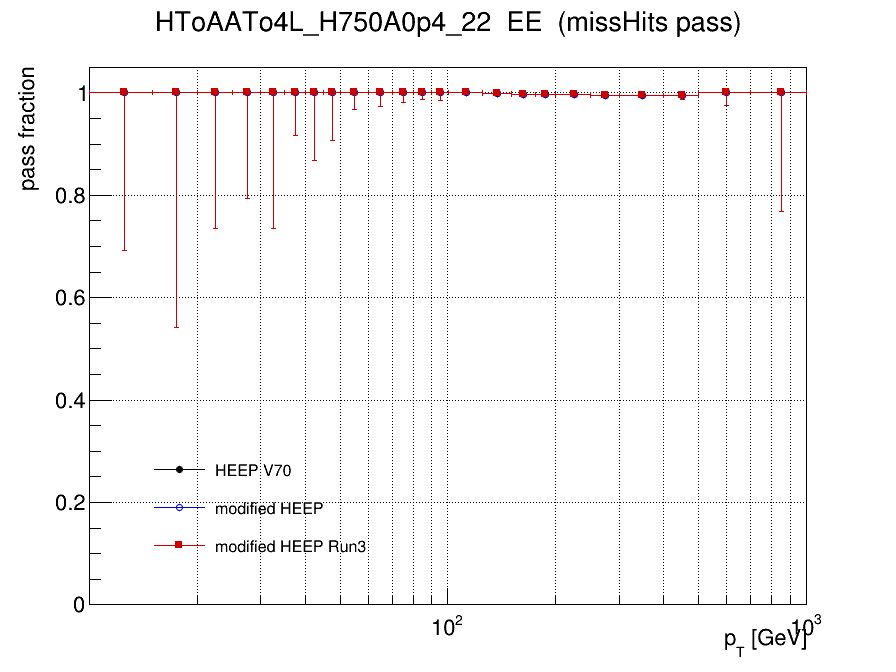 HToAATo4L_H750A0p4_22 EE (missHits pass)
pass fraction
1
0.8
0.6
0.4
0.2
0
HEEP V70
modified HEEP
modified HEEP Run3
10²
10³
p_T [GeV]